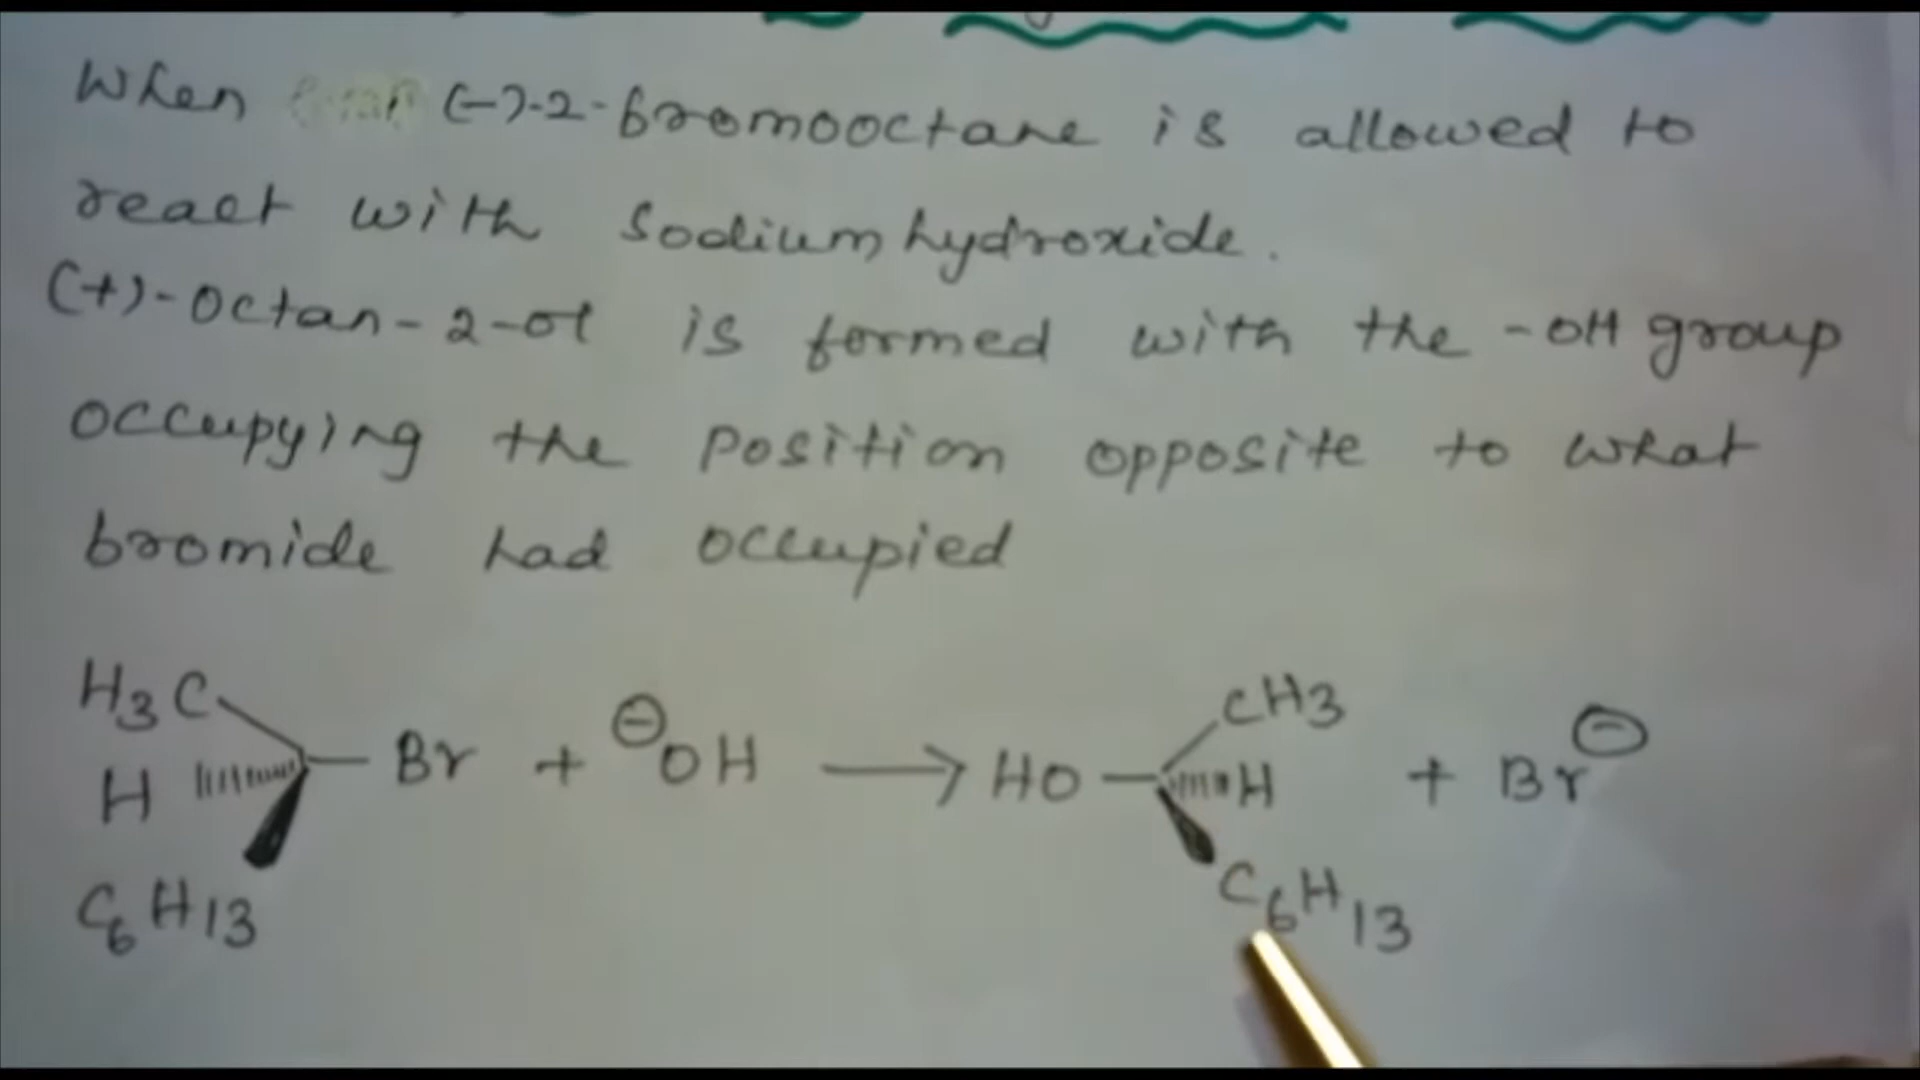 When (-)-2-bromooctane is allowed to
react with Sodium hydroxide.
(+)-Octan-2-ol is formed with the -OH group
occupying the position opposite to what
bromide had occupied
H3C CH3
H Br + ⊖OH → HO H + Br⊖
C6H13 C6H13